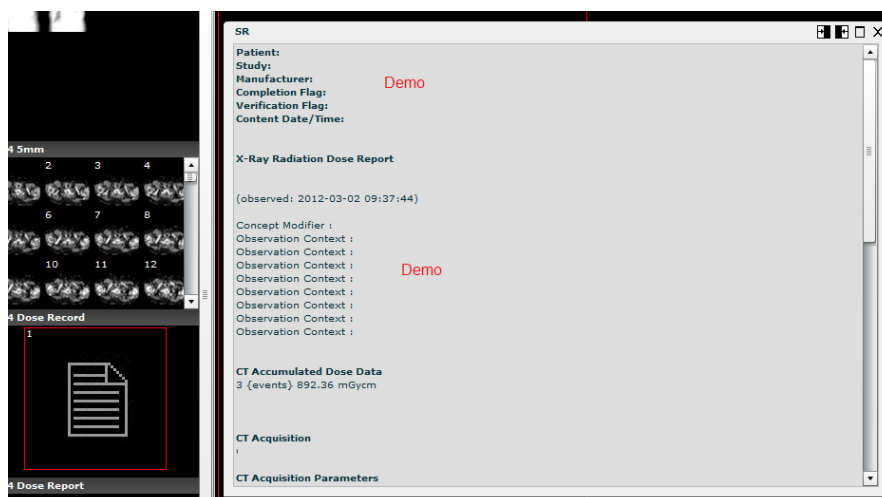 4 5mm
2 3 4
6 7 8
10 11 12
4 Dose Record
1
4 Dose Report
SR
Patient:
Study:
Manufacturer:
Demo
Completion Flag:
Verification Flag:
Content Date/Time:
X-Ray Radiation Dose Report
(observed: 2012-03-02 09:37:44)
Concept Modifier :
Observation Context :
Observation Context :
Observation Context :
Demo
Observation Context :
Observation Context :
Observation Context :
Observation Context :
Observation Context :
CT Accumulated Dose Data
3 {events} 892.36 mGycm
CT Acquisition
CT Acquisition Parameters